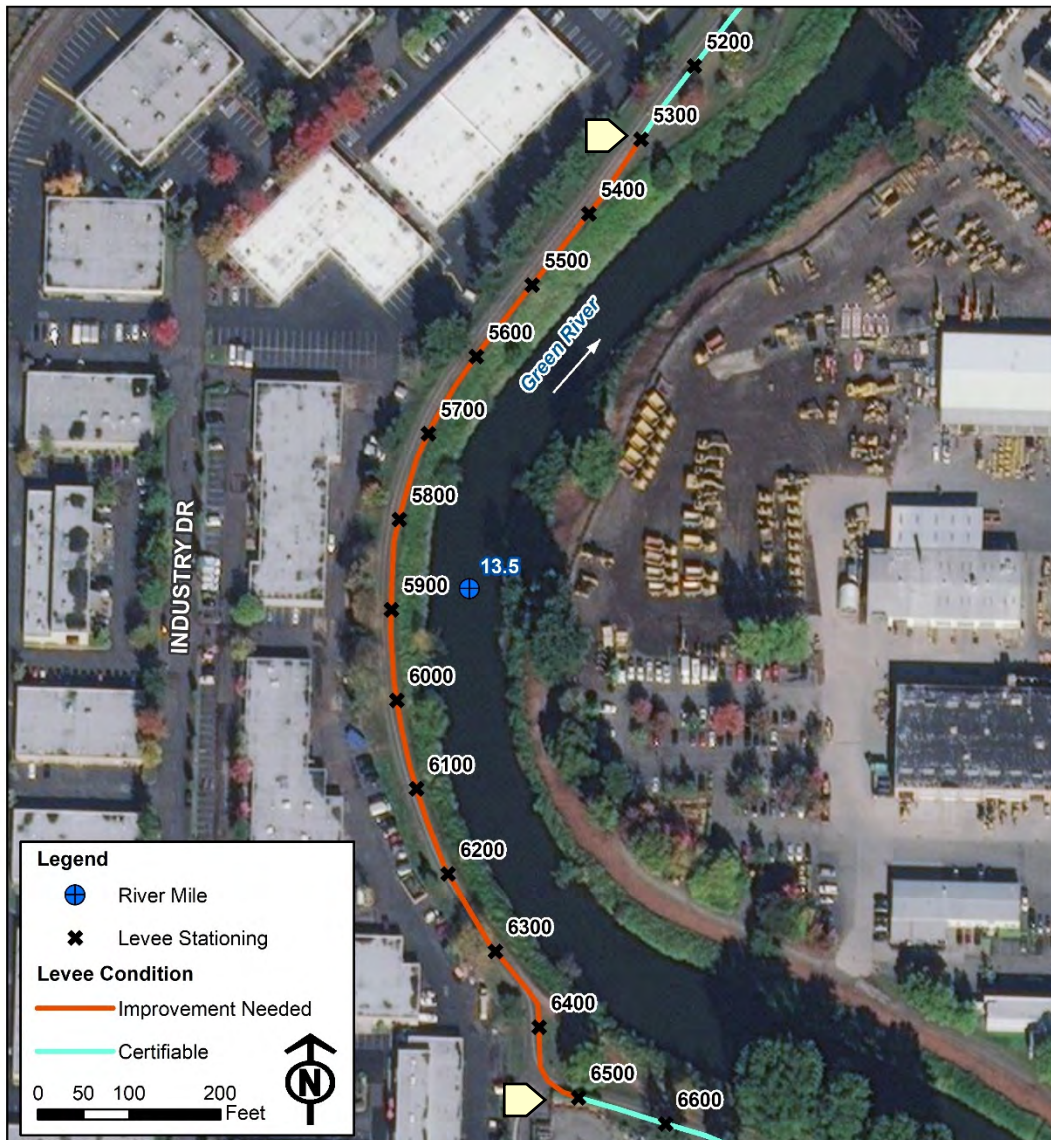 5200
5300
5400
5500
5600
Green River
5700
5800
5900
13.5
INDUSTRY DR
6000
6100
6200
6300
6400
6500
6600
Legend
River Mile
Levee Stationing
Levee Condition
Improvement Needed
Certifiable
N
0 50 100 200
Feet